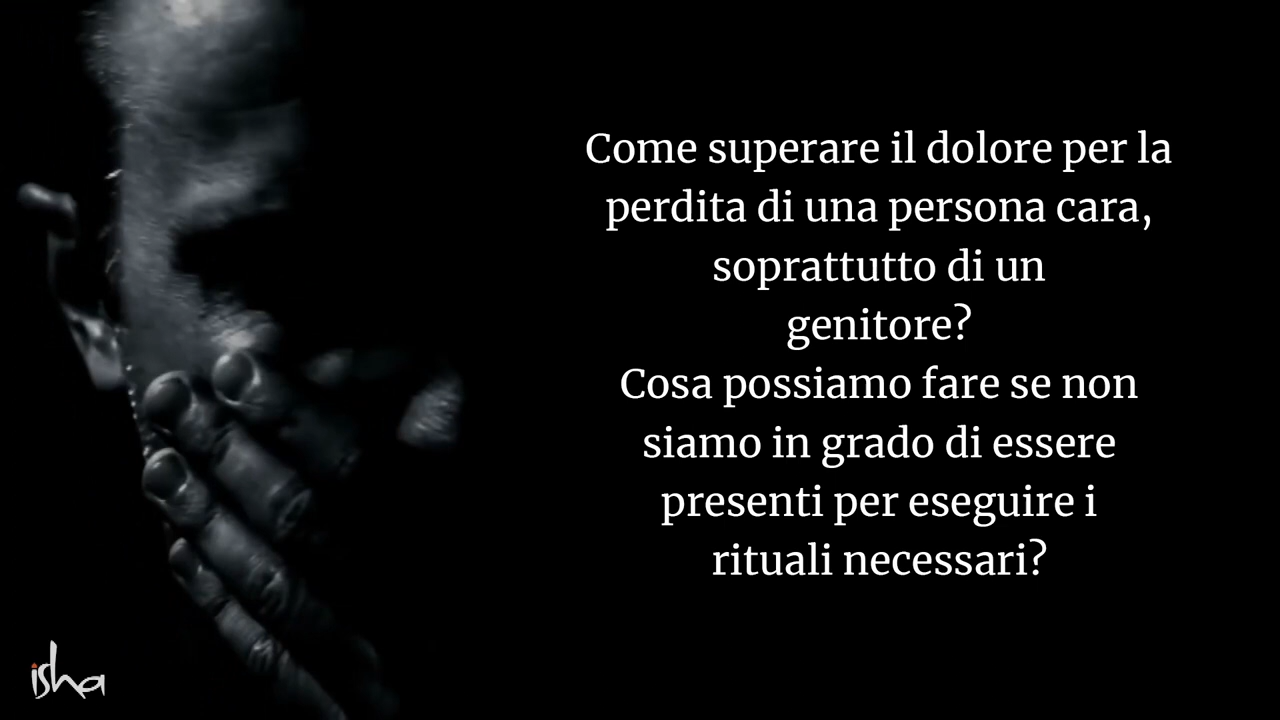 Come superare il dolore per la
perdita di una persona cara,
soprattutto di un
genitore?
Cosa possiamo fare se non
siamo in grado di essere
presenti per eseguire i
rituali necessari?
isha